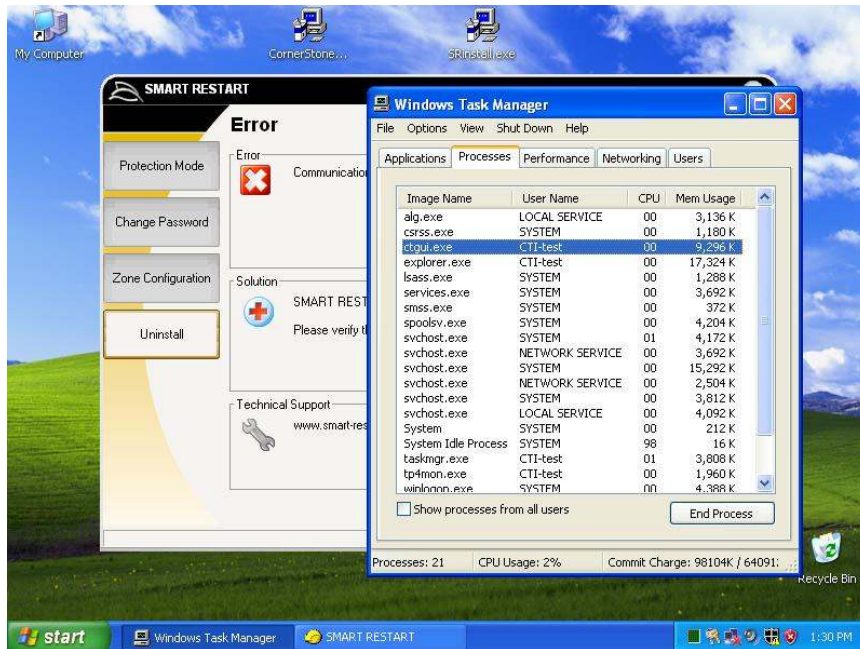 My Computer
CornerStone...
SRinstall.exe
SMART RESTART
Error
Protection Mode
Change Password
Zone Configuration
Uninstall
Error
Communication
Solution
SMART REST
Please verify t
Technical Support
www.smart-res
Windows Task Manager
File Options View Shut Down Help
Applications Processes Performance Networking Users
Image Name User Name CPU Mem Usage
alg.exe LOCAL SERVICE 00 3,136 K
csrss.exe SYSTEM 00 1,180 K
ctgui.exe CTI-test 00 9,296 K
explorer.exe CTI-test 00 17,324 K
lsass.exe SYSTEM 00 1,288 K
services.exe SYSTEM 00 3,692 K
smss.exe SYSTEM 00 372 K
spoolsv.exe SYSTEM 00 4,204 K
svchost.exe SYSTEM 01 4,172 K
svchost.exe NETWORK SERVICE 00 3,692 K
svchost.exe SYSTEM 00 15,292 K
svchost.exe NETWORK SERVICE 00 2,504 K
svchost.exe SYSTEM 00 3,812 K
svchost.exe LOCAL SERVICE 00 4,092 K
System SYSTEM 00 212 K
System Idle Process SYSTEM 98 16 K
taskmgr.exe CTI-test 01 3,808 K
tp4mon.exe CTI-test 00 1,960 K
winlogon.exe SYSTEM 00 4,388 K
Show processes from all users
End Process
Processes: 21 CPU Usage: 2% Commit Charge: 98104K / 64091
Recycle Bin
start
Windows Task Manager
SMART RESTART
1:30 PM